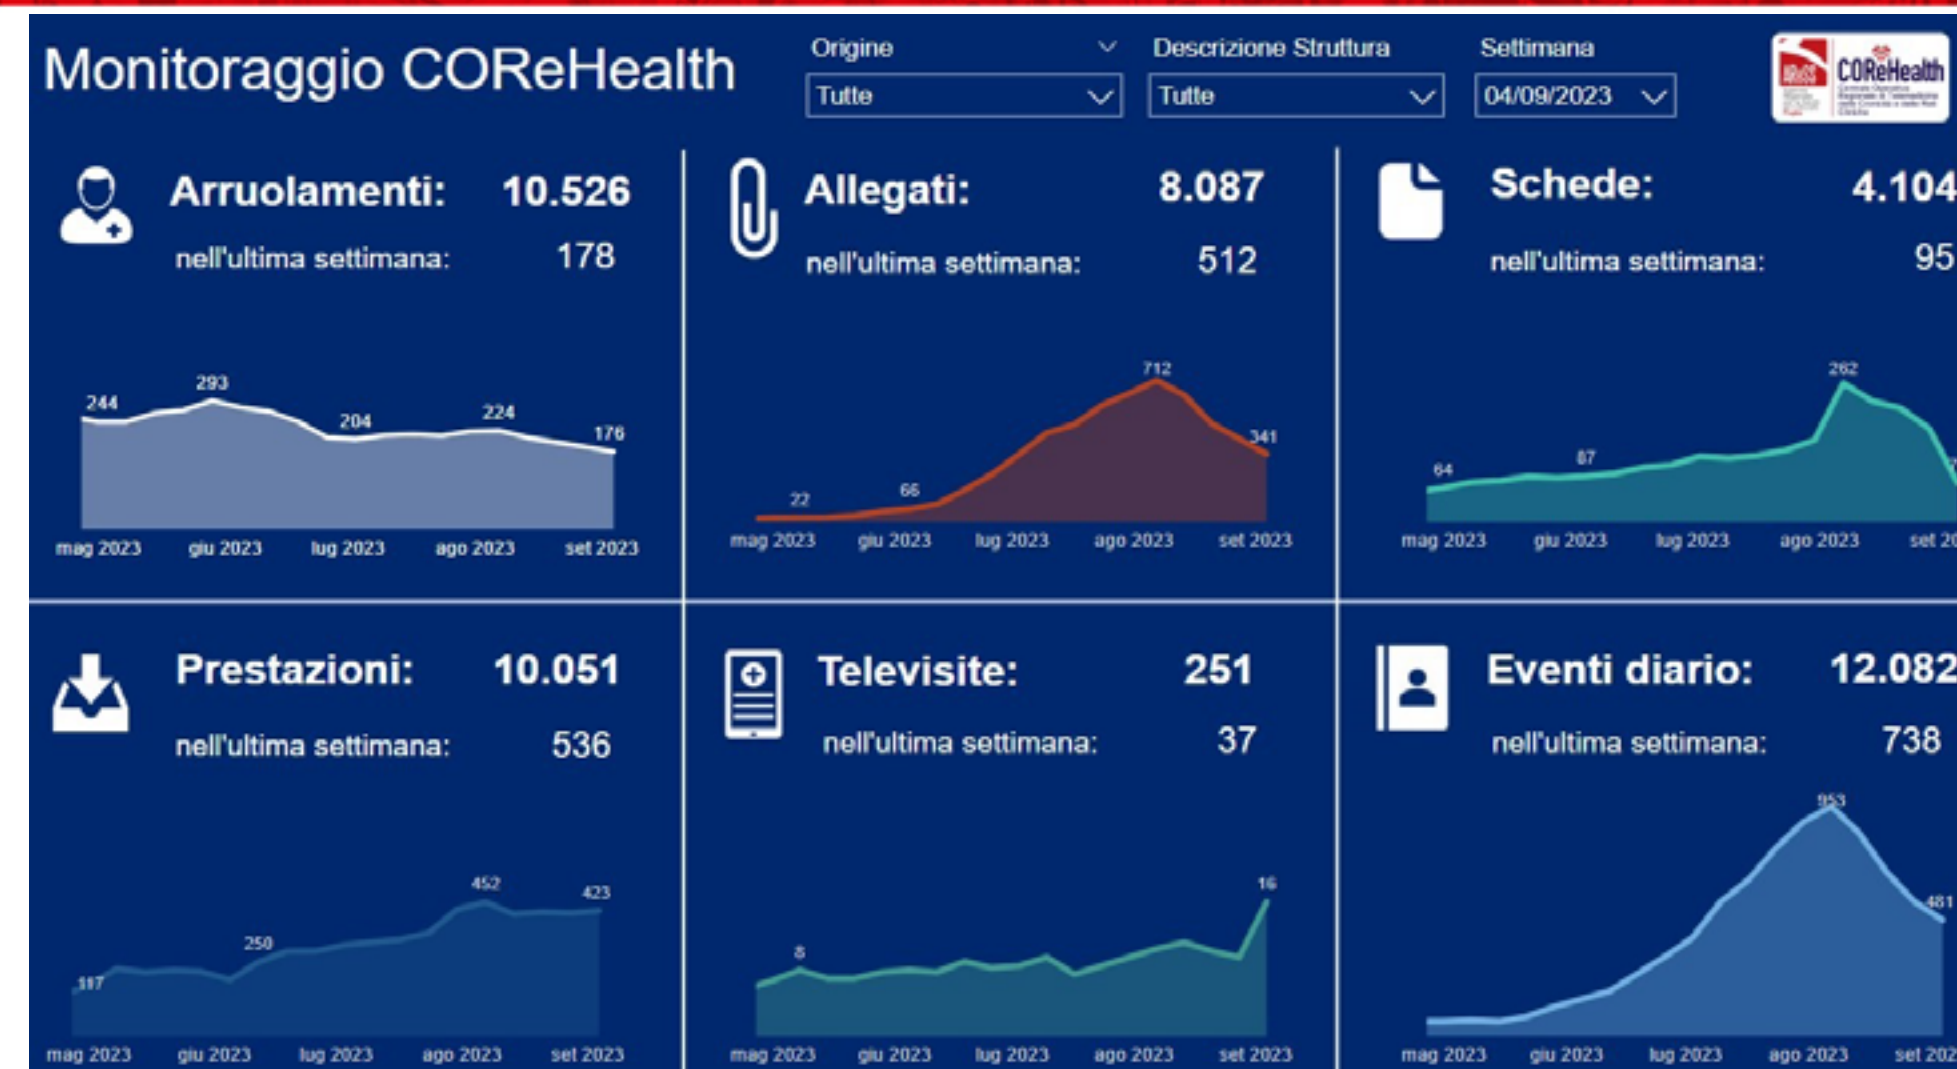 Monitoraggio COReHealth
Origine
Tutte
Descrizione Struttura
Tutte
Settimana
04/09/2023
COReHealth
Arruolamenti: 10.526
nell'ultima settimana: 178
244
293
204
224
176
mag 2023 giu 2023 lug 2023 ago 2023 set 2023
Allegati: 8.087
nell'ultima settimana: 512
22
66
712
341
mag 2023 giu 2023 lug 2023 ago 2023 set 2023
Schede: 4.104
nell'ultima settimana: 95
64
87
262
mag 2023 giu 2023 lug 2023 ago 2023 set 20
Prestazioni: 10.051
nell'ultima settimana: 536
117
250
452
423
mag 2023 giu 2023 lug 2023 ago 2023 set 2023
Televisite: 251
nell'ultima settimana: 37
8
16
mag 2023 giu 2023 lug 2023 ago 2023 set 2023
Eventi diario: 12.082
nell'ultima settimana: 738
953
481
mag 2023 giu 2023 lug 2023 ago 2023 set 202